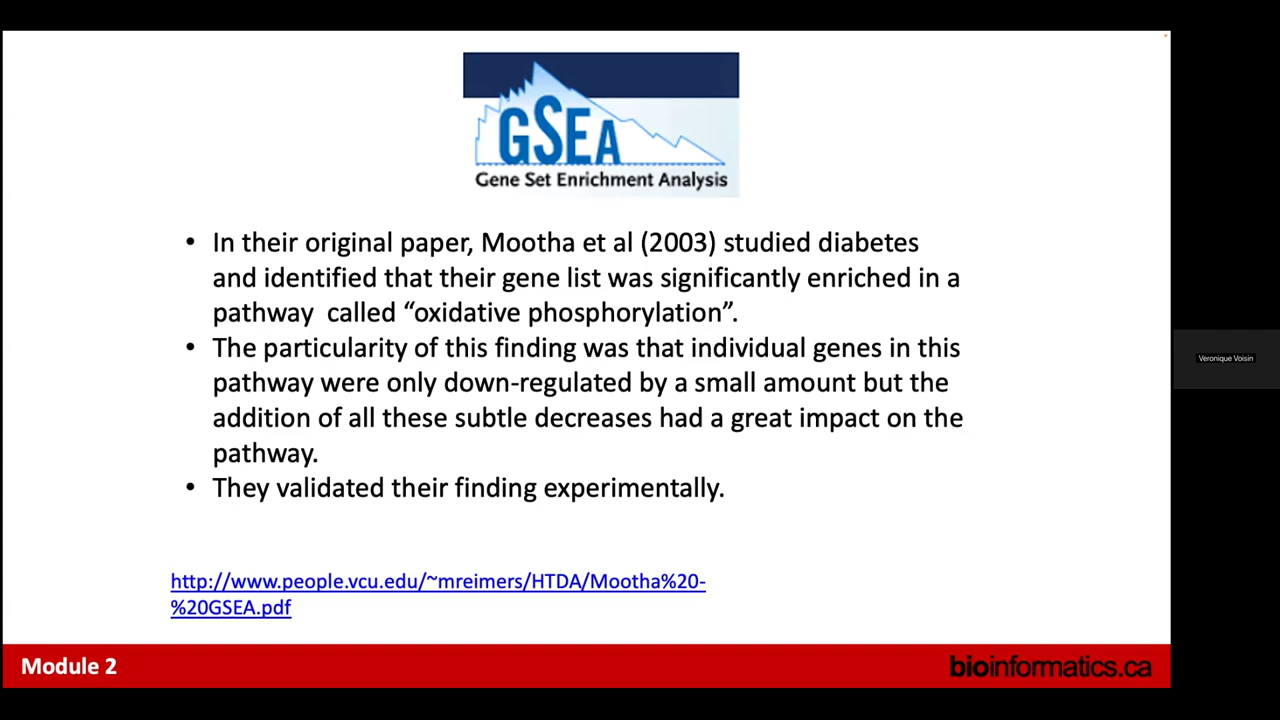 GSEA
Gene Set Enrichment Analysis
• In their original paper, Mootha et al (2003) studied diabetes
and identified that their gene list was significantly enriched in a
pathway  called “oxidative phosphorylation”.
• The particularity of this finding was that individual genes in this
pathway were only down-regulated by a small amount but the
addition of all these subtle decreases had a great impact on the
pathway.
• They validated their finding experimentally.
http://www.people.vcu.edu/~mreimers/HTDA/Mootha%20-
%20GSEA.pdf
Veronique Voisin
Module 2
bioinformatics.ca